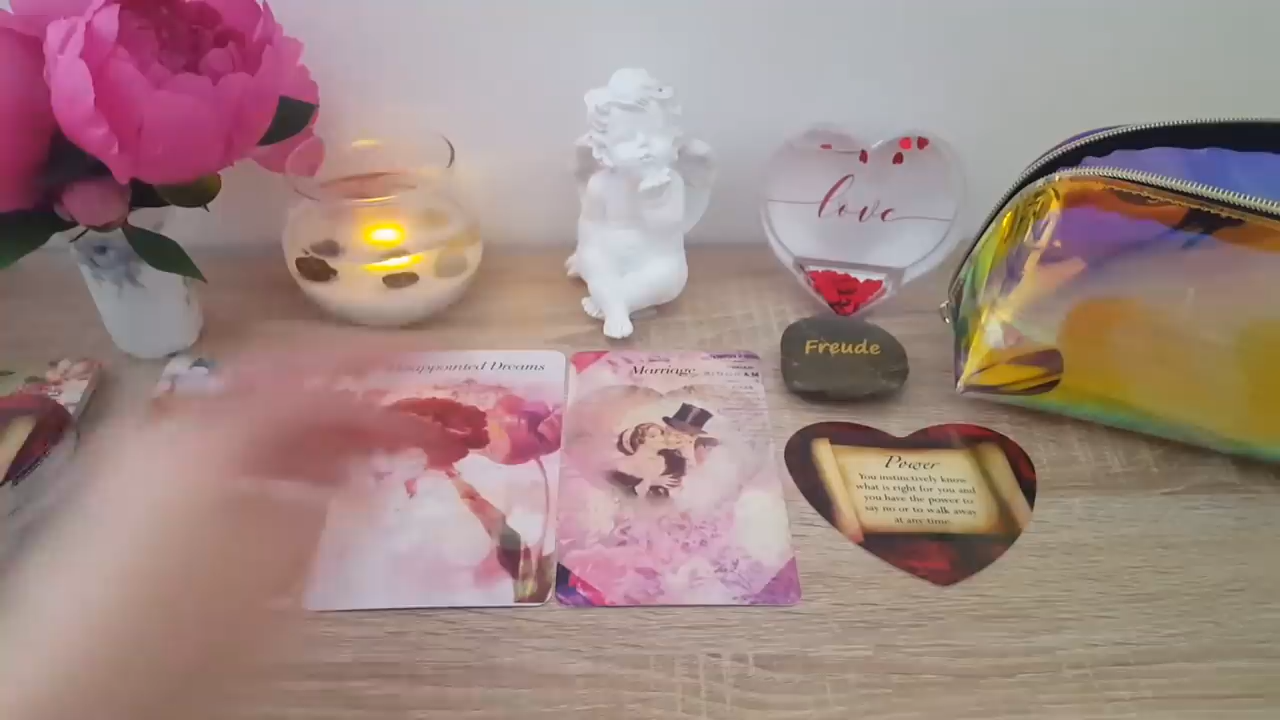 love
Freude
Disappointed Dreams
Marriage
Power
You instinctively know
what is right for you and
you have the power to
say no or to walk away
at any time.